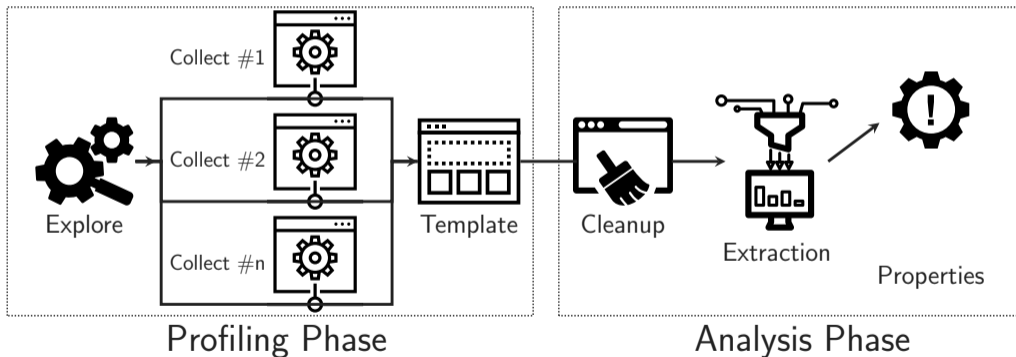 Collect #1
Collect #2
Explore
Template
Collect #n
Profiling Phase
Cleanup
Extraction
!
Properties
Analysis Phase